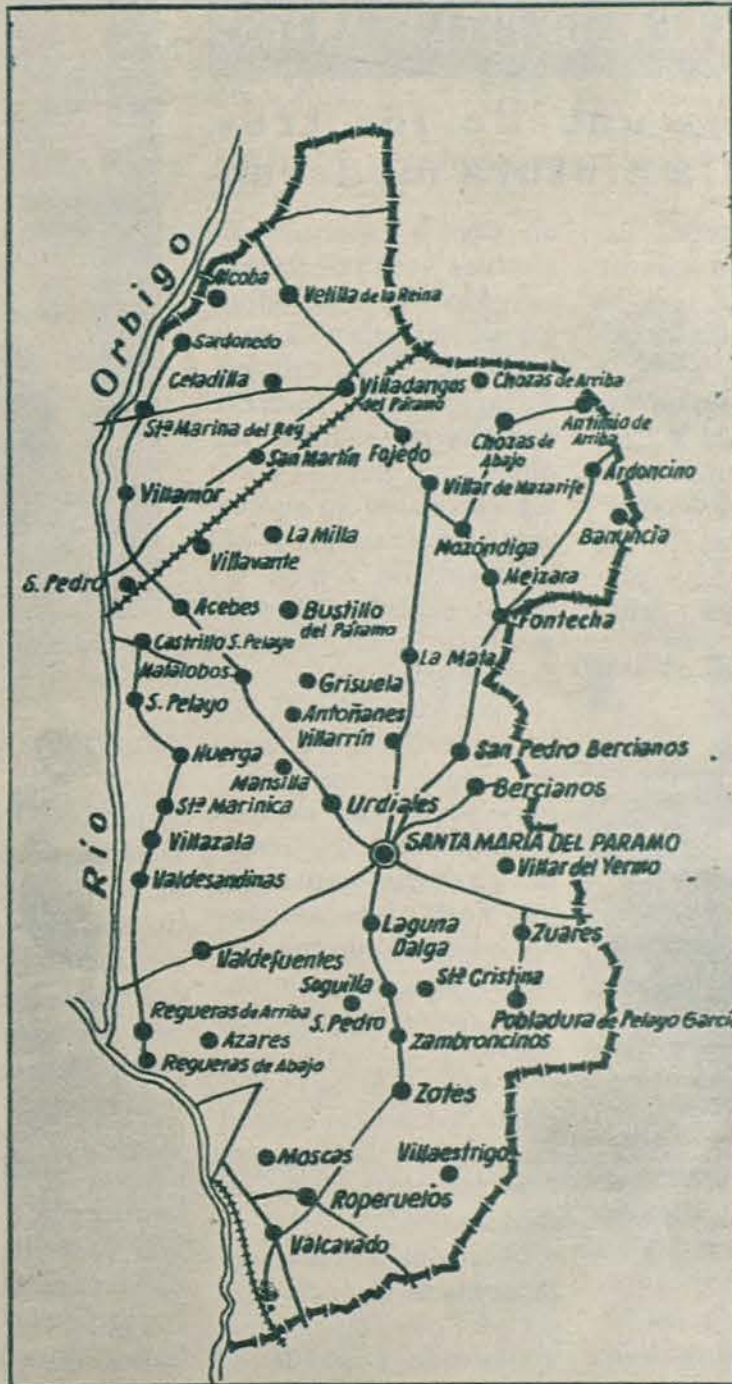 Río Orbigo
Alcoba
Velilla de la Reina
Sardonedo
Celadilla
Villadangos
del Páramo
Chozas de Arriba
Antimio de
Arriba
Sta Marina del Rey
San Martín
Fojedo
Chozas de
Abajo
Ardoncino
Villamor
Villar de Mazarife
Banuncia
La Milla
Villavante
Mozóndiga
Meizara
S. Pedro
Acebes
Bustillo
del Páramo
Fontecha
Castrillo S. Pelayo
Matalobos
La Mata
Grisuela
S. Pelayo
Antoñanes
Villarrín
Huerga
Mansilla
San Pedro Bercianos
Bercianos
Sta Marinica
Urdiales
Villazala
SANTA MARIA DEL PARAMO
Villar del Yermo
Valdesandinas
Laguna
Dalga
Zuares
Valdefuentes
Soguilla
Sta Cristina
S. Pedro
Pobladura de Pelayo García
Regueras de Arriba
Azares
Zambroncinos
Regueras de Abajo
Zotes
Moscas
Villaestrigo
Roperuelos
Valcavado